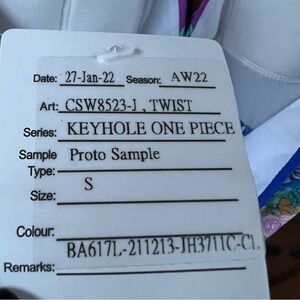 Date: 27-Jan-22 Season: AW22
Art: CSW8523-J , TWIST
Series: KEYHOLE ONE PIECE
Sample Type: Proto Sample
Size: S
Colour:
BA617L-211213-JH3711C-C1.
Remarks: